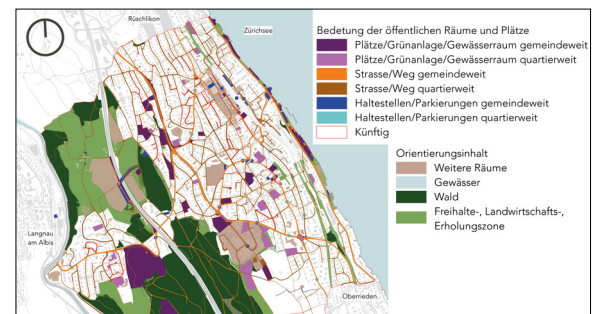 Rüschlikon
Zürichsee
Bedetung der öffentlichen Räume und Plätze
Plätze/Grünanlage/Gewässerraum gemeindeweit
Plätze/Grünanlage/Gewässerraum quartierweit
Strasse/Weg gemeindeweit
Strasse/Weg quartierweit
Haltestellen/Parkierungen gemeindeweit
Haltestellen/Parkierungen quartierweit
Künftig
Orientierungsinhalt
Weitere Räume
Gewässer
Wald
Freihalte-, Landwirtschafts-,
Erholungszone
Langnau
am Albis
Oberrieden